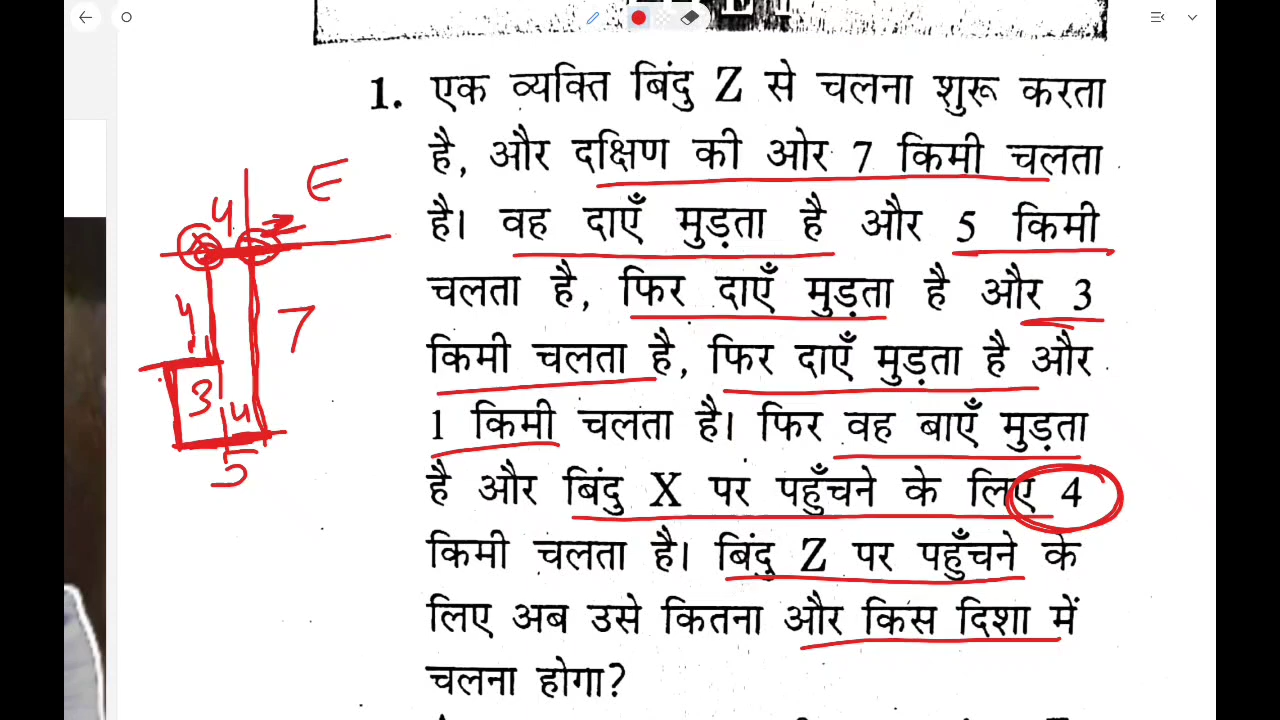 1. एक व्यक्ति बिंदु Z से चलना शुरू करता
है, और दक्षिण की ओर 7 किमी चलता
है। वह दाएँ मुड़ता है और 5 किमी
चलता है, फिर दाएँ मुड़ता है और 3
किमी चलता है, फिर दाएँ मुड़ता है और
1 किमी चलता है। फिर वह बाएँ मुड़ता
है और बिंदु X पर पहुँचने के लिए 4
किमी चलता है। बिंदु Z पर पहुँचने के
लिए अब उसे कितना और किस दिशा में
चलना होगा?
E
4
4
7
3
4
5